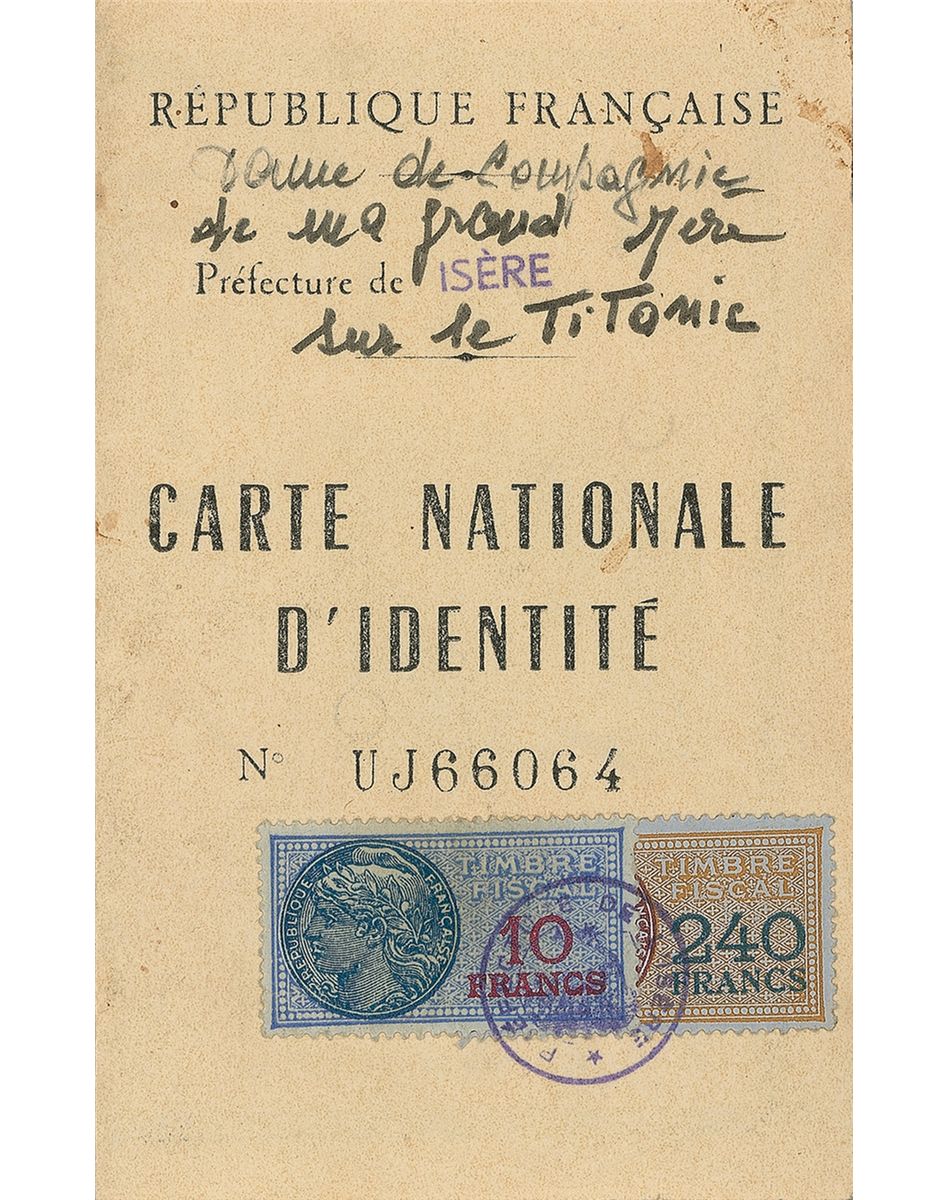 RÉPUBLIQUE FRANÇAISE
Dame de Compagnie
de ma grand Mère
Préfecture de ISÈRE
sur le TiTanic
CARTE NATIONALE
D'IDENTITÉ
N° UJ66064
TIMBRE
FISCAL
RÉPUBLIQUE FRANÇAISE
10
FRANCS
TIMBRE
FISCAL
240
FRANCS